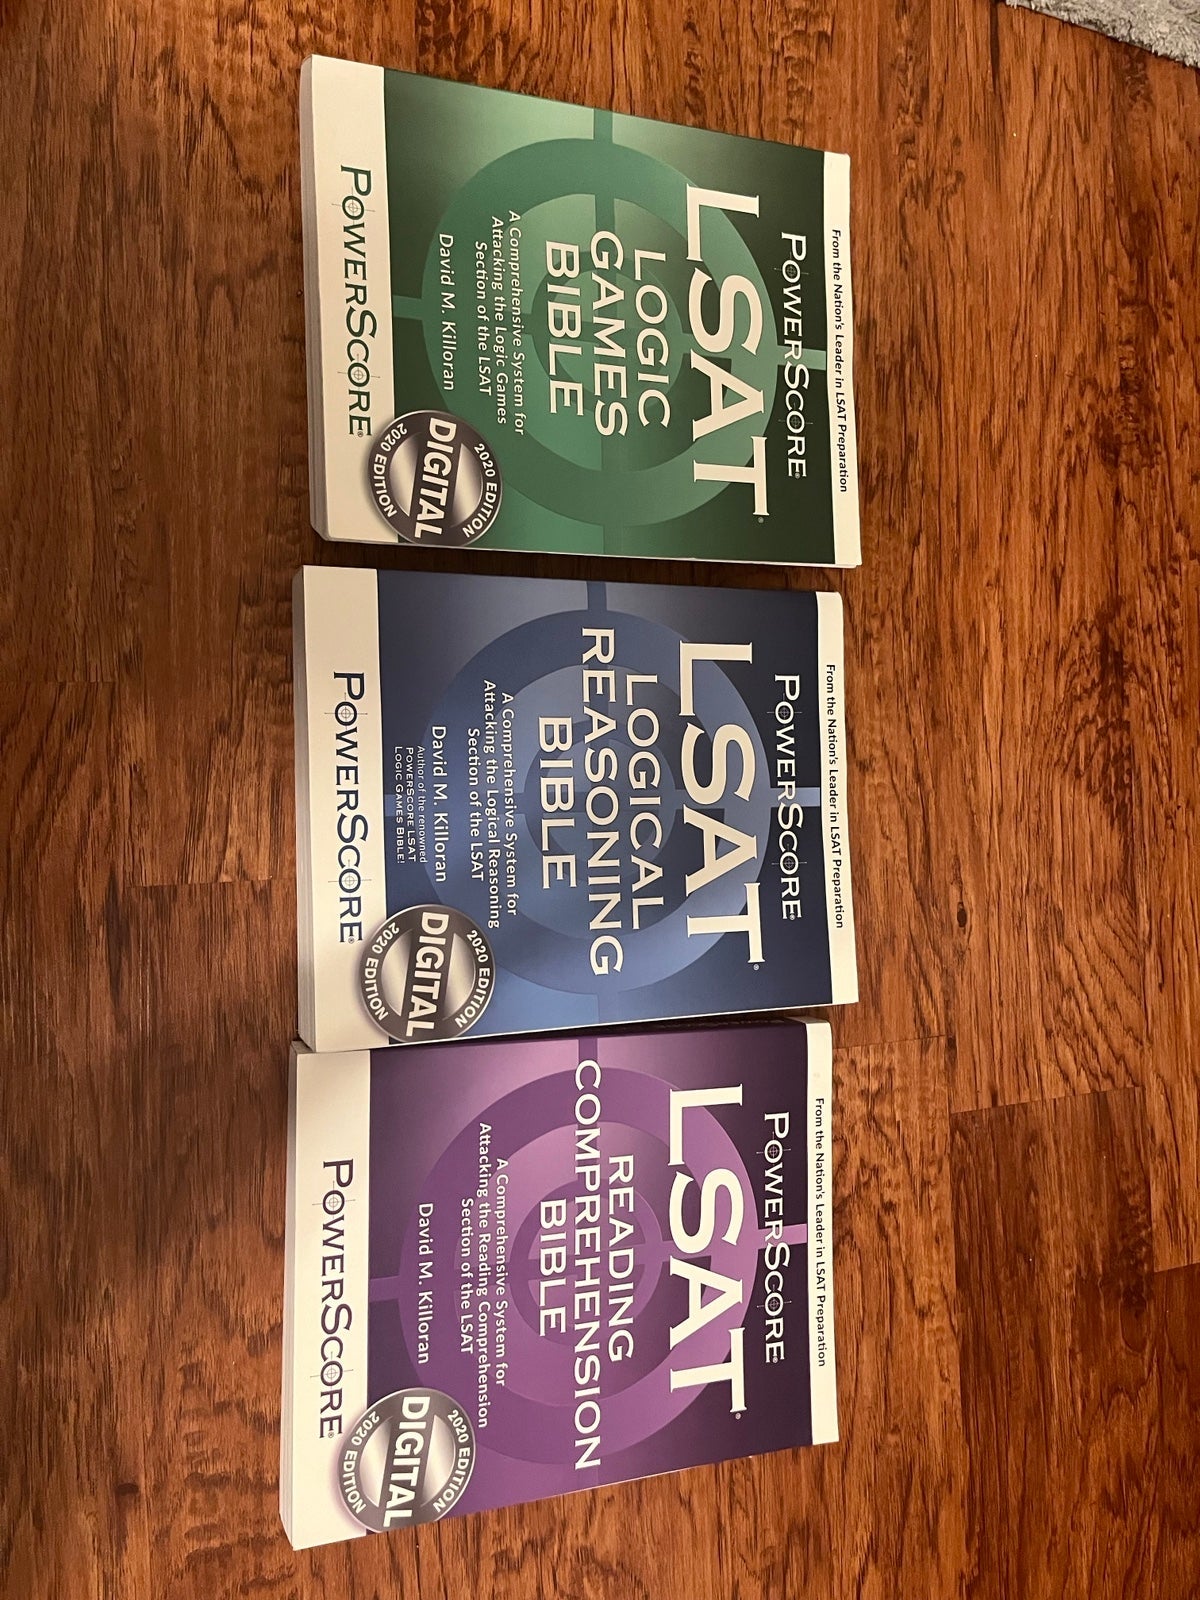 From the Nation's Leader in LSAT Preparation
POWERSCORE®
LSAT®
LOGIC
GAMES
BIBLE
A Comprehensive System for
Attacking the Logic Games
Section of the LSAT
David M. Killoran
2020 EDITION
DIGITAL
2020 EDITION
POWERSCORE®
From the Nation's Leader in LSAT Preparation
POWERSCORE®
LSAT®
LOGICAL
REASONING
BIBLE
A Comprehensive System for
Attacking the Logical Reasoning
Section of the LSAT
David M. Killoran
Author of the renowned
POWERSCORE LSAT
LOGIC GAMES BIBLE!
2020 EDITION
DIGITAL
2020 EDITION
POWERSCORE®
From the Nation's Leader in LSAT Preparation
POWERSCORE®
LSAT®
READING
COMPREHENSION
BIBLE
A Comprehensive System for
Attacking the Reading Comprehension
Section of the LSAT
David M. Killoran
2020 EDITION
DIGITAL
2020 EDITION
POWERSCORE®